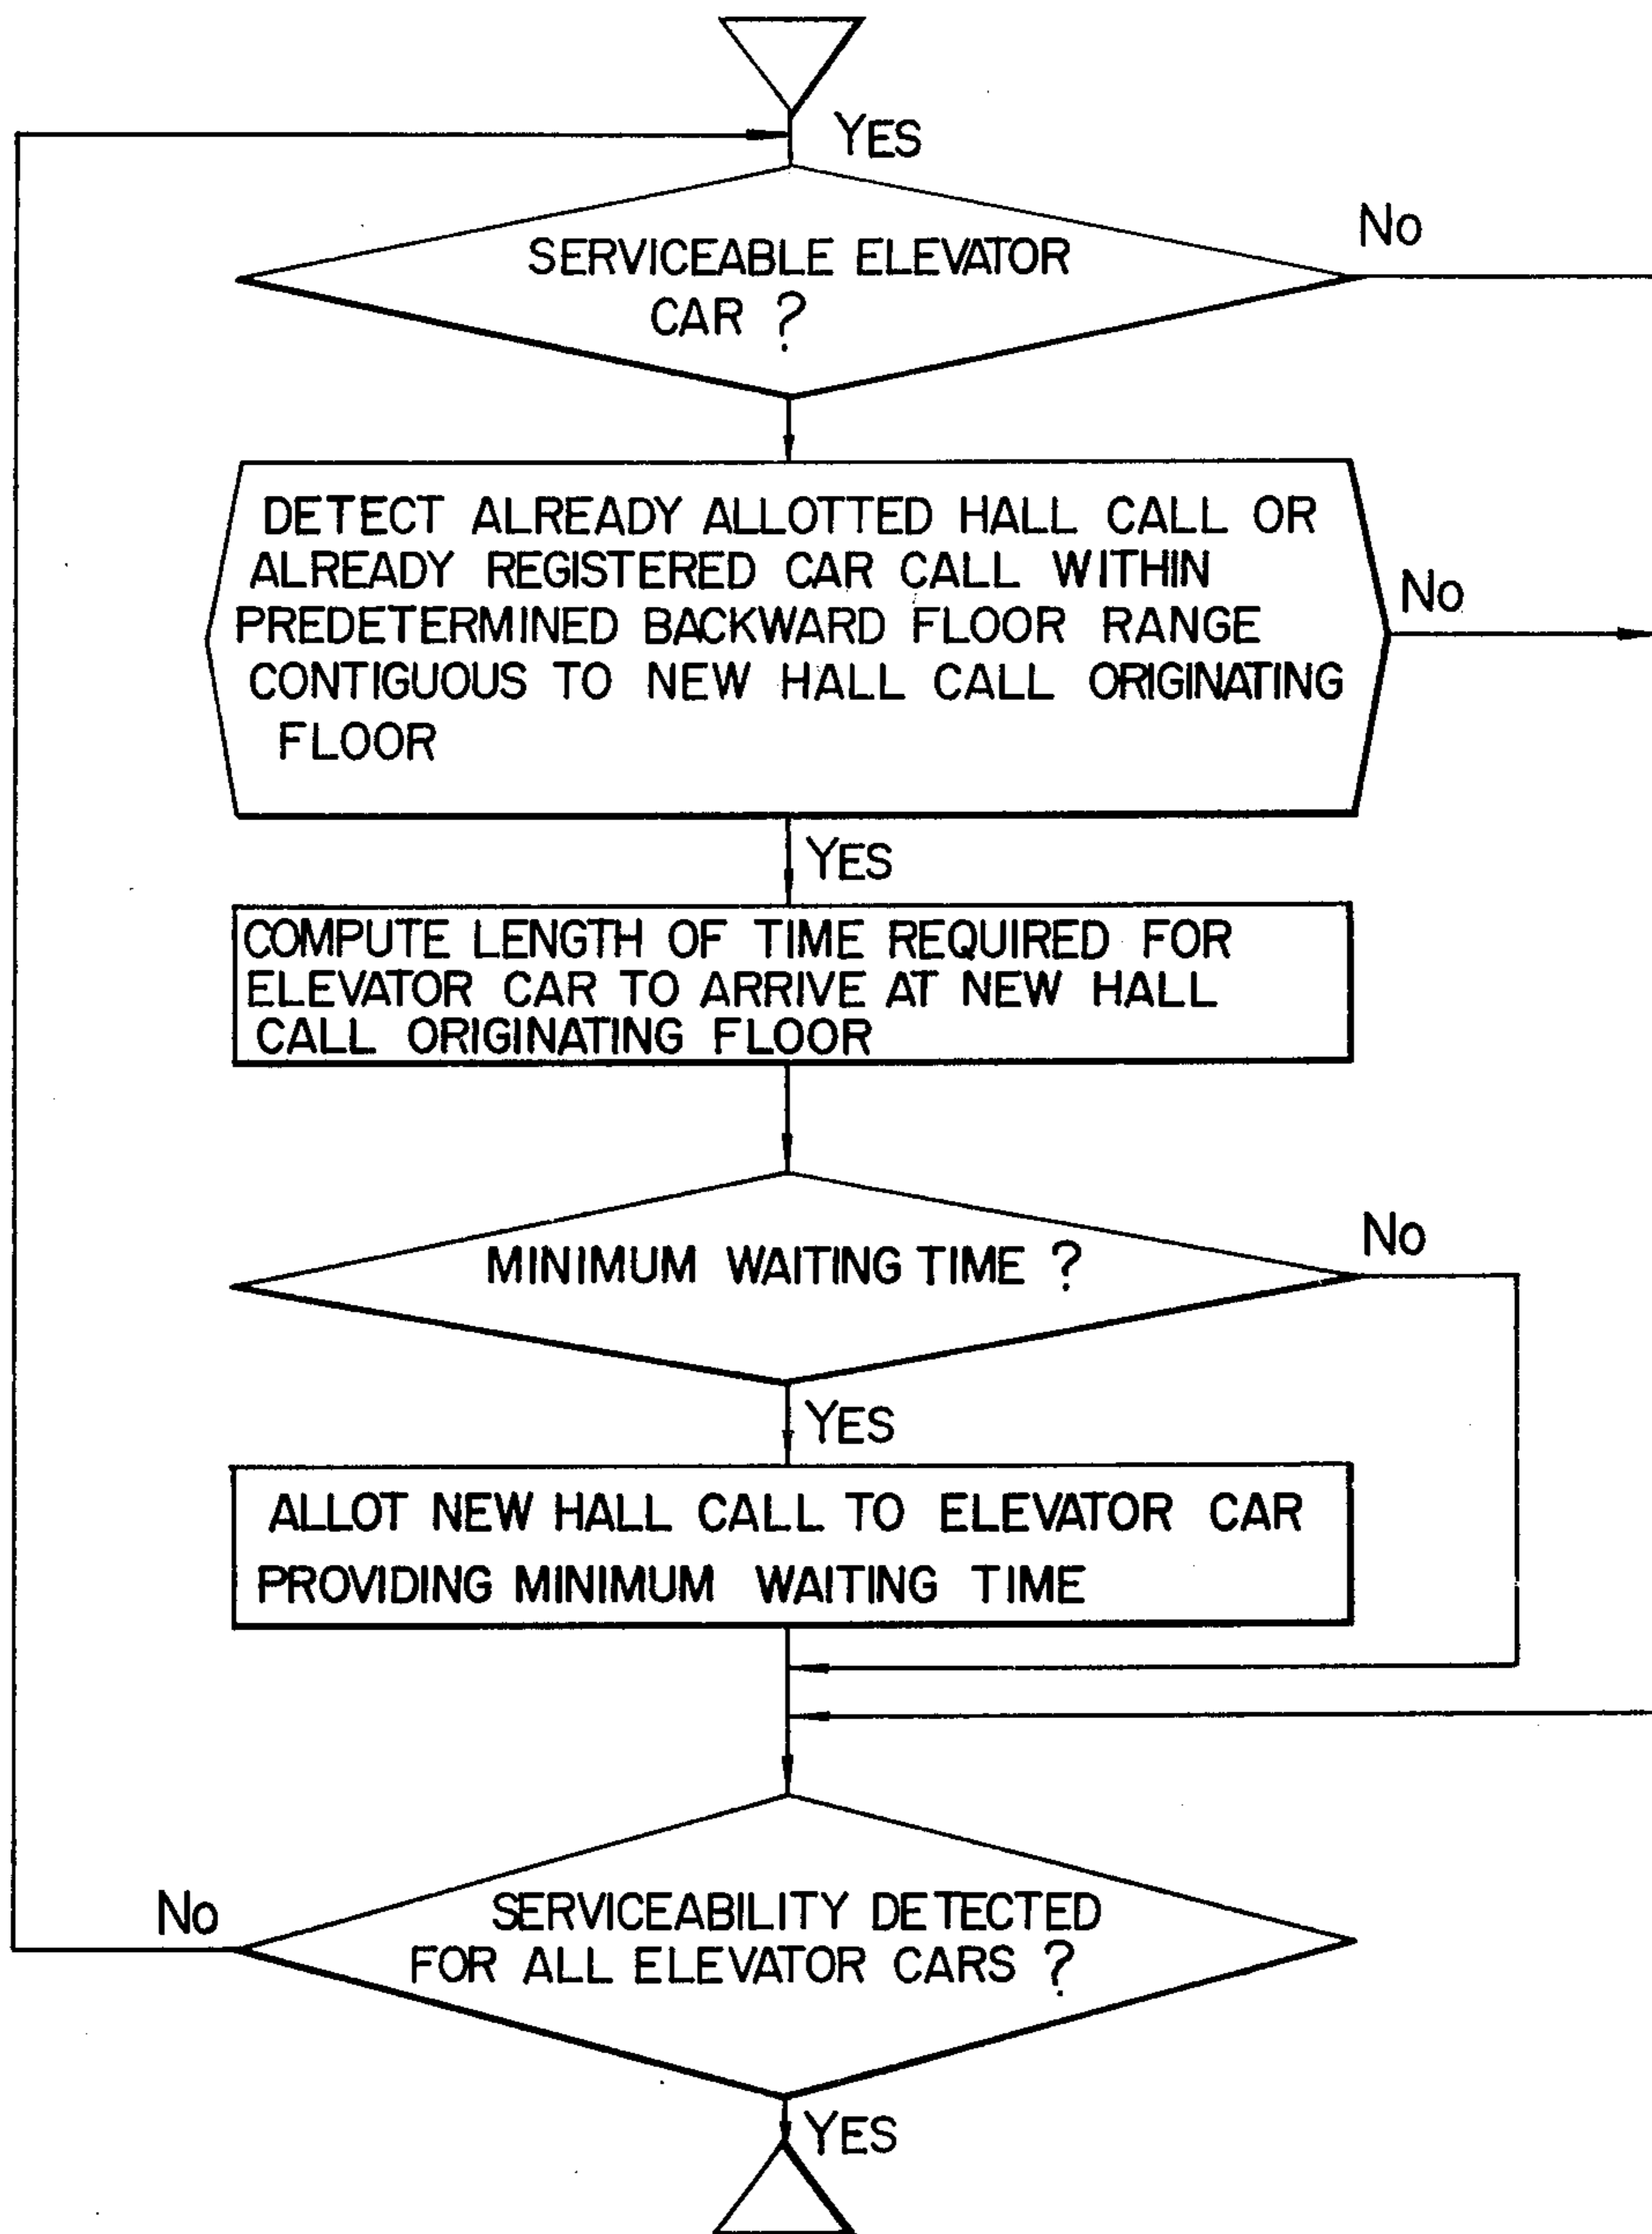 YES
No
SERVICEABLE ELEVATOR
CAR ?
DETECT ALREADY ALLOTTED HALL CALL OR
ALREADY REGISTERED CAR CALL WITHIN
PREDETERMINED BACKWARD FLOOR RANGE
CONTIGUOUS TO NEW HALL CALL ORIGINATING
FLOOR
No
YES
COMPUTE LENGTH OF TIME REQUIRED FOR
ELEVATOR CAR TO ARRIVE AT NEW HALL
CALL ORIGINATING FLOOR
No
MINIMUM WAITING TIME ?
YES
ALLOT NEW HALL CALL TO ELEVATOR CAR
PROVIDING MINIMUM WAITING TIME
No
SERVICEABILITY DETECTED
FOR ALL ELEVATOR CARS ?
YES